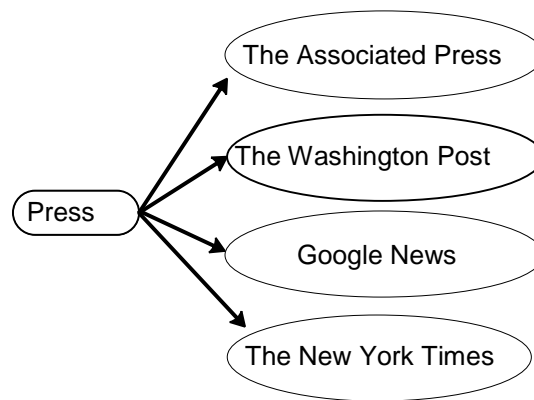 The Associated Press
The Washington Post
Press
Google News
The New York Times